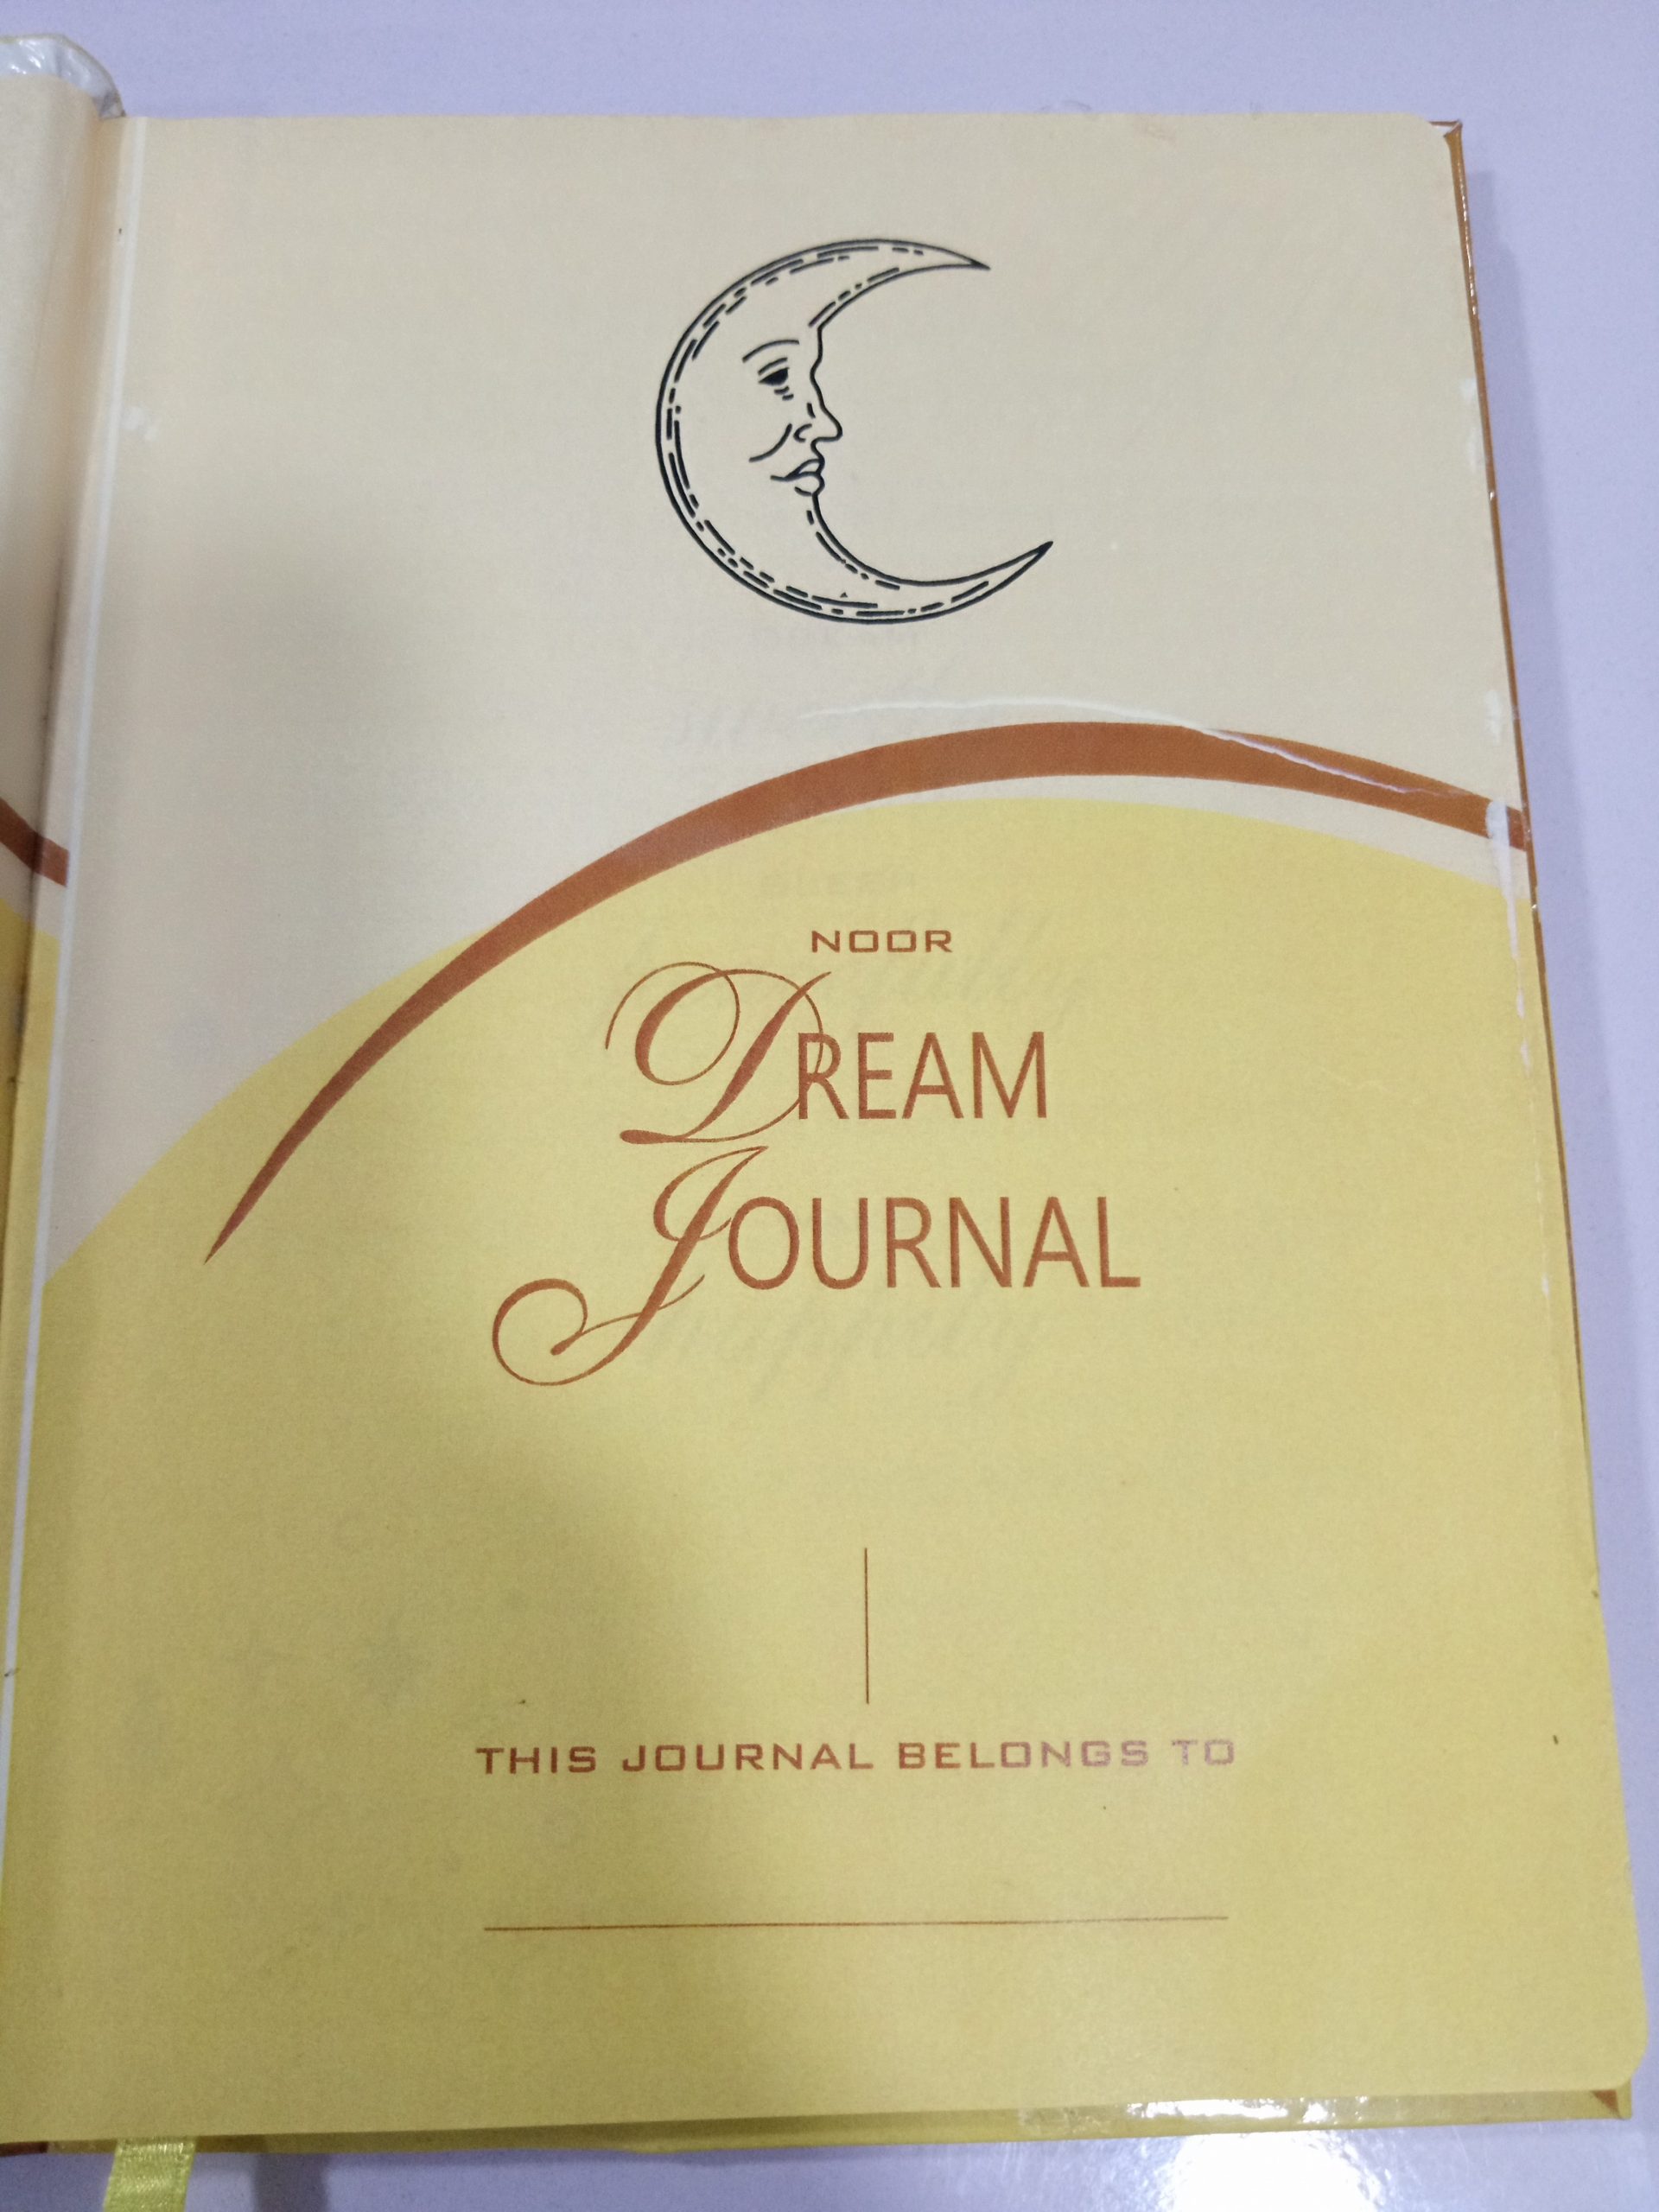 NOOR
DREAM
JOURNAL
THIS JOURNAL BELONGS TO